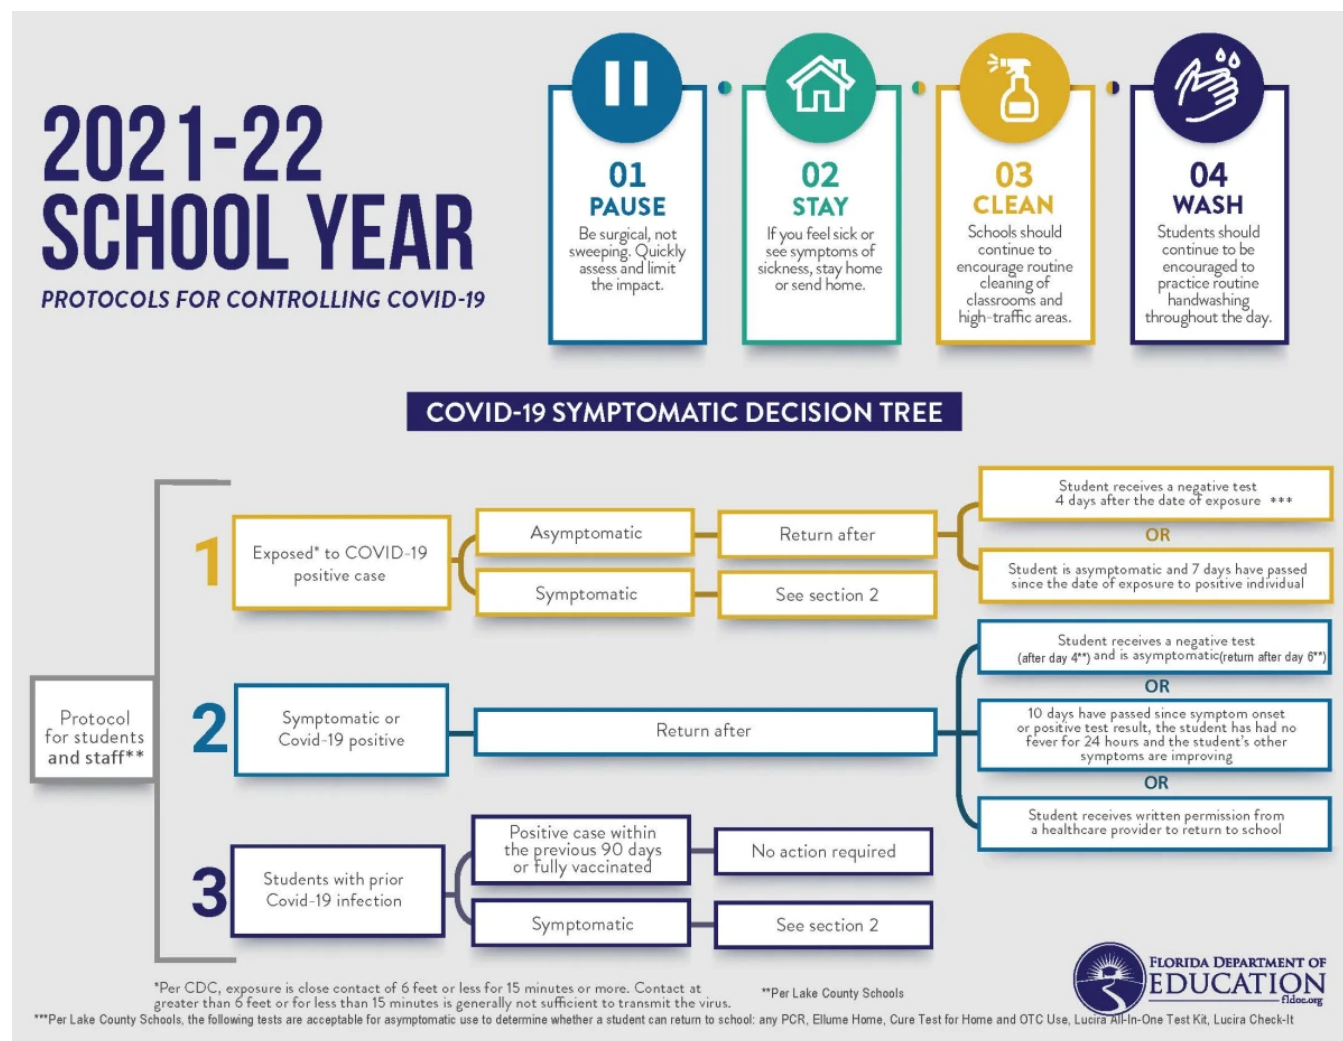 2021-22
SCHOOL YEAR
PROTOCOLS FOR CONTROLLING COVID-19
01
PAUSE
Be surgical, not
sweeping. Quickly
assess and limit
the impact.
02
STAY
If you feel sick or
see symptoms of
sickness, stay home
or send home.
03
CLEAN
Schools should
continue to
encourage routine
cleaning of
classrooms and
high-traffic areas.
04
WASH
Students should
continue to be
encouraged to
practice routine
handwashing
throughout the day.
COVID-19 SYMPTOMATIC DECISION TREE
Protocol
for students
and staff**
1
Exposed* to COVID-19
positive case
Asymptomatic
Return after
Student receives a negative test
4 days after the date of exposure ***
OR
Student is asymptomatic and 7 days have passed
since the date of exposure to positive individual
Symptomatic
See section 2
2
Symptomatic or
Covid-19 positive
Return after
Student receives a negative test
(after day 4**) and is asymptomatic(return after day 6**)
OR
10 days have passed since symptom onset
or positive test result, the student has had no
fever for 24 hours and the student's other
symptoms are improving
OR
Student receives written permission from
a healthcare provider to return to school
3
Students with prior
Covid-19 infection
Positive case within
the previous 90 days
or fully vaccinated
No action required
Symptomatic
See section 2
*Per CDC, exposure is close contact of 6 feet or less for 15 minutes or more. Contact at
greater than 6 feet or for less than 15 minutes is generally not sufficient to transmit the virus.
**Per Lake County Schools
***Per Lake County Schools, the following tests are acceptable for asymptomatic use to determine whether a student can return to school: any PCR, Ellume Home, Cure Test for Home and OTC Use, Lucira All-In-One Test Kit, Lucira Check-It
FLORIDA DEPARTMENT OF
EDUCATION
fldoe.org